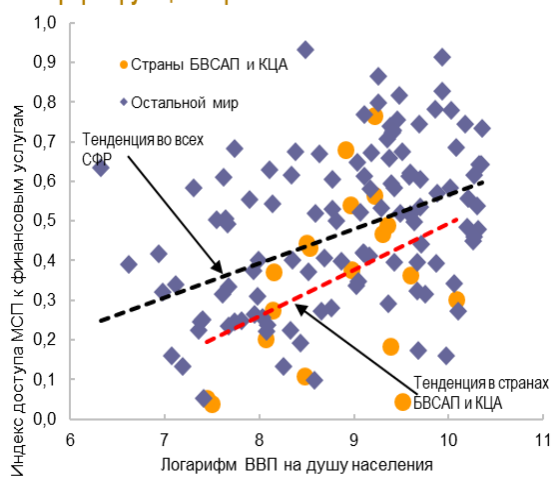 1,0
0,9
0,8
0,7
0,6
0,5
0,4
0,3
0,2
0,1
0,0
Индекс доступа МСП к финансовым услугам
Страны БВСАП и КЦА
Остальной мир
Тенденция во всех
СФР
Тенденция в странах
БВСАП и КЦА
6 7 8 9 10 11
Логарифм ВВП на душу населения